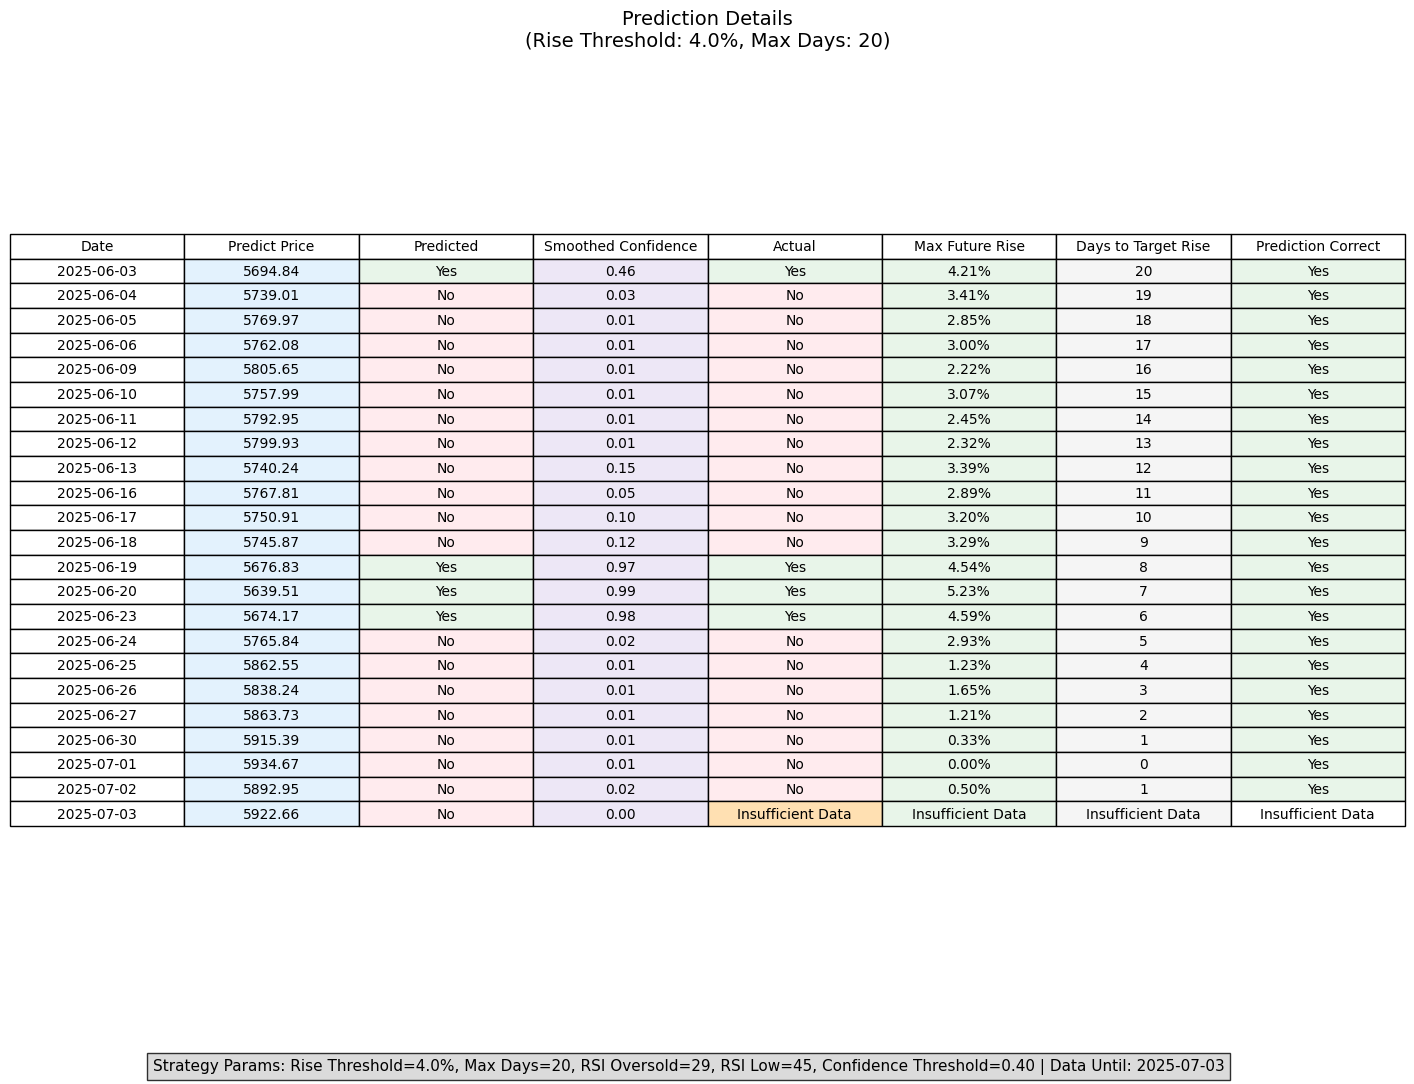 Prediction Details
(Rise Threshold: 4.0%, Max Days: 20)
Date Predict Price Predicted Smoothed Confidence Actual Max Future Rise Days to Target Rise Prediction Correct
2025-06-03 5694.84 Yes 0.46 Yes 4.21% 20 Yes
2025-06-04 5739.01 No 0.03 No 3.41% 19 Yes
2025-06-05 5769.97 No 0.01 No 2.85% 18 Yes
2025-06-06 5762.08 No 0.01 No 3.00% 17 Yes
2025-06-09 5805.65 No 0.01 No 2.22% 16 Yes
2025-06-10 5757.99 No 0.01 No 3.07% 15 Yes
2025-06-11 5792.95 No 0.01 No 2.45% 14 Yes
2025-06-12 5799.93 No 0.01 No 2.32% 13 Yes
2025-06-13 5740.24 No 0.15 No 3.39% 12 Yes
2025-06-16 5767.81 No 0.05 No 2.89% 11 Yes
2025-06-17 5750.91 No 0.10 No 3.20% 10 Yes
2025-06-18 5745.87 No 0.12 No 3.29% 9 Yes
2025-06-19 5676.83 Yes 0.97 Yes 4.54% 8 Yes
2025-06-20 5639.51 Yes 0.99 Yes 5.23% 7 Yes
2025-06-23 5674.17 Yes 0.98 Yes 4.59% 6 Yes
2025-06-24 5765.84 No 0.02 No 2.93% 5 Yes
2025-06-25 5862.55 No 0.01 No 1.23% 4 Yes
2025-06-26 5838.24 No 0.01 No 1.65% 3 Yes
2025-06-27 5863.73 No 0.01 No 1.21% 2 Yes
2025-06-30 5915.39 No 0.01 No 0.33% 1 Yes
2025-07-01 5934.67 No 0.01 No 0.00% 0 Yes
2025-07-02 5892.95 No 0.02 No 0.50% 1 Yes
2025-07-03 5922.66 No 0.00 Insufficient Data Insufficient Data Insufficient Data Insufficient Data
Strategy Params: Rise Threshold=4.0%, Max Days=20, RSI Oversold=29, RSI Low=45, Confidence Threshold=0.40 | Data Until: 2025-07-03